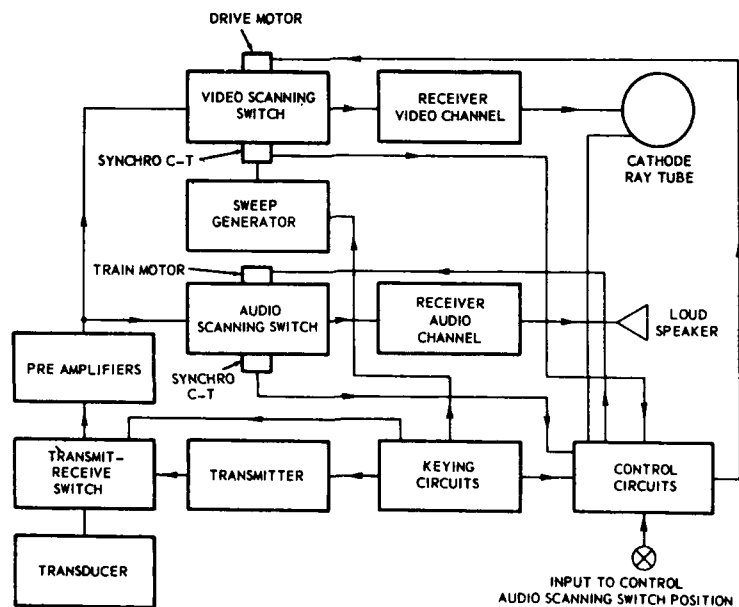 DRIVE MOTOR
VIDEO SCANNING
SWITCH
RECEIVER
VIDEO CHANNEL
CATHODE
RAY TUBE
SYNCHRO C-T
SWEEP
GENERATOR
TRAIN MOTOR
AUDIO
SCANNING SWITCH
RECEIVER
AUDIO
CHANNEL
LOUD
SPEAKER
PRE AMPLIFIERS
SYNCHRO
C-T
TRANSMIT-
RECEIVE
SWITCH
TRANSMITTER
KEYING
CIRCUITS
CONTROL
CIRCUITS
TRANSDUCER
INPUT TO CONTROL
AUDIO SCANNING SWITCH POSITION